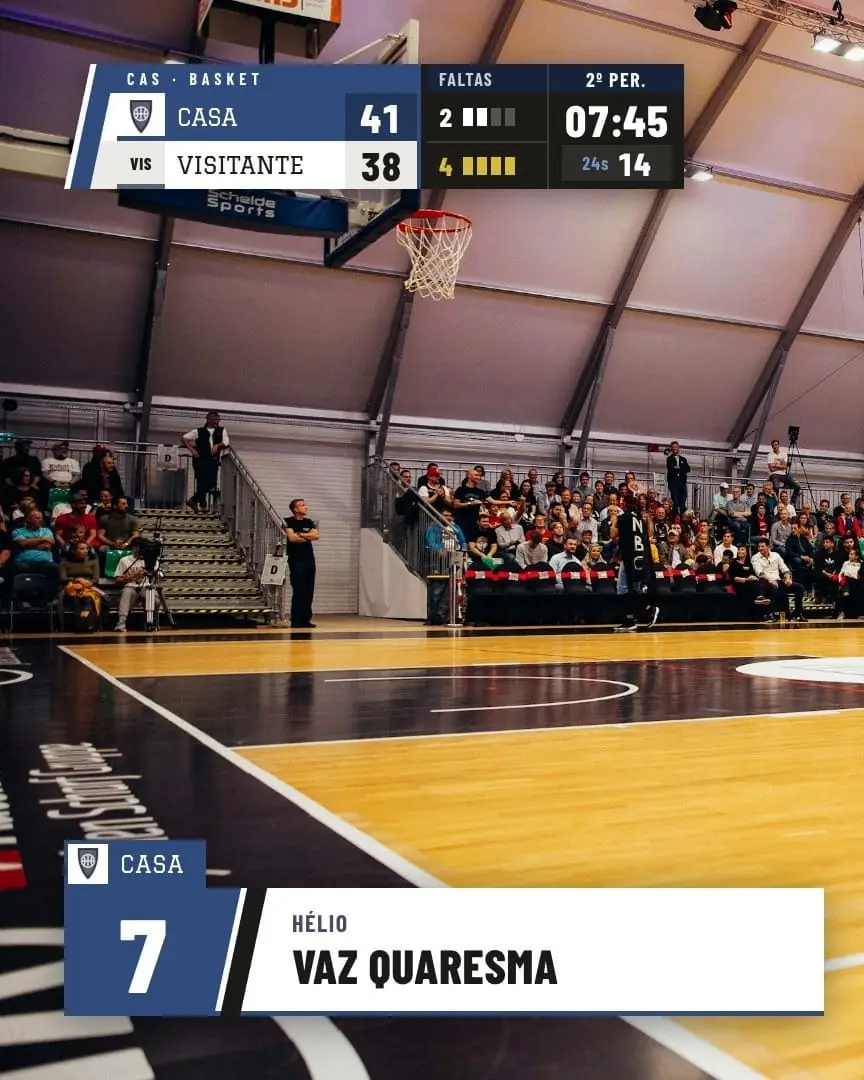 CAS · BASKET
CASA
41
VIS
VISITANTE
38
FALTAS
2
4
2º PER.
07:45
24s
14
Schelde
Sports
D
D
NBC
CASA
7
HÉLIO
VAZ QUARESMA